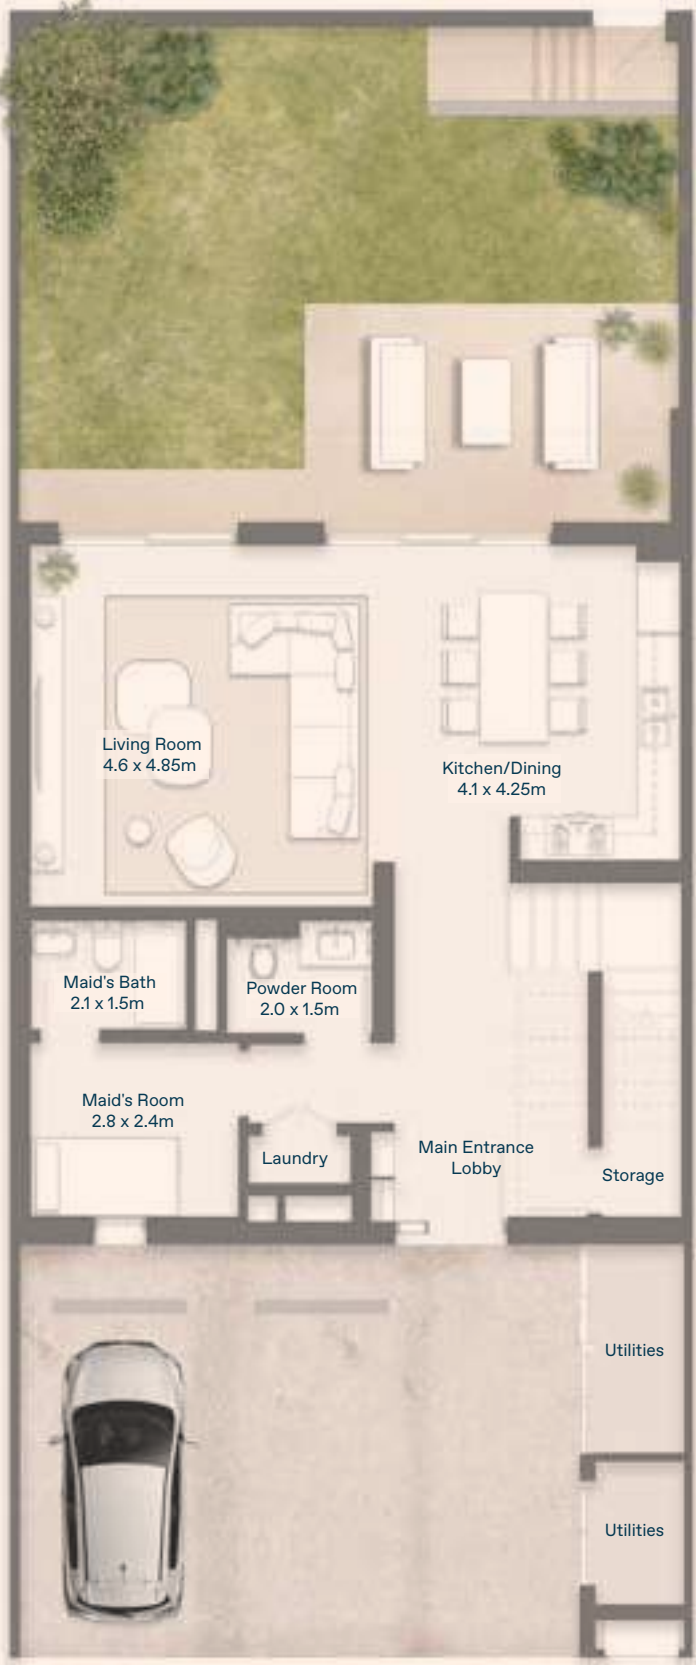 Living Room
4.6 x 4.85m
Kitchen/Dining
4.1 x 4.25m
Maid's Bath
2.1 x 1.5m
Powder Room
2.0 x 1.5m
Maid's Room
2.8 x 2.4m
Laundry
Main Entrance
Lobby
Storage
Utilities
Utilities